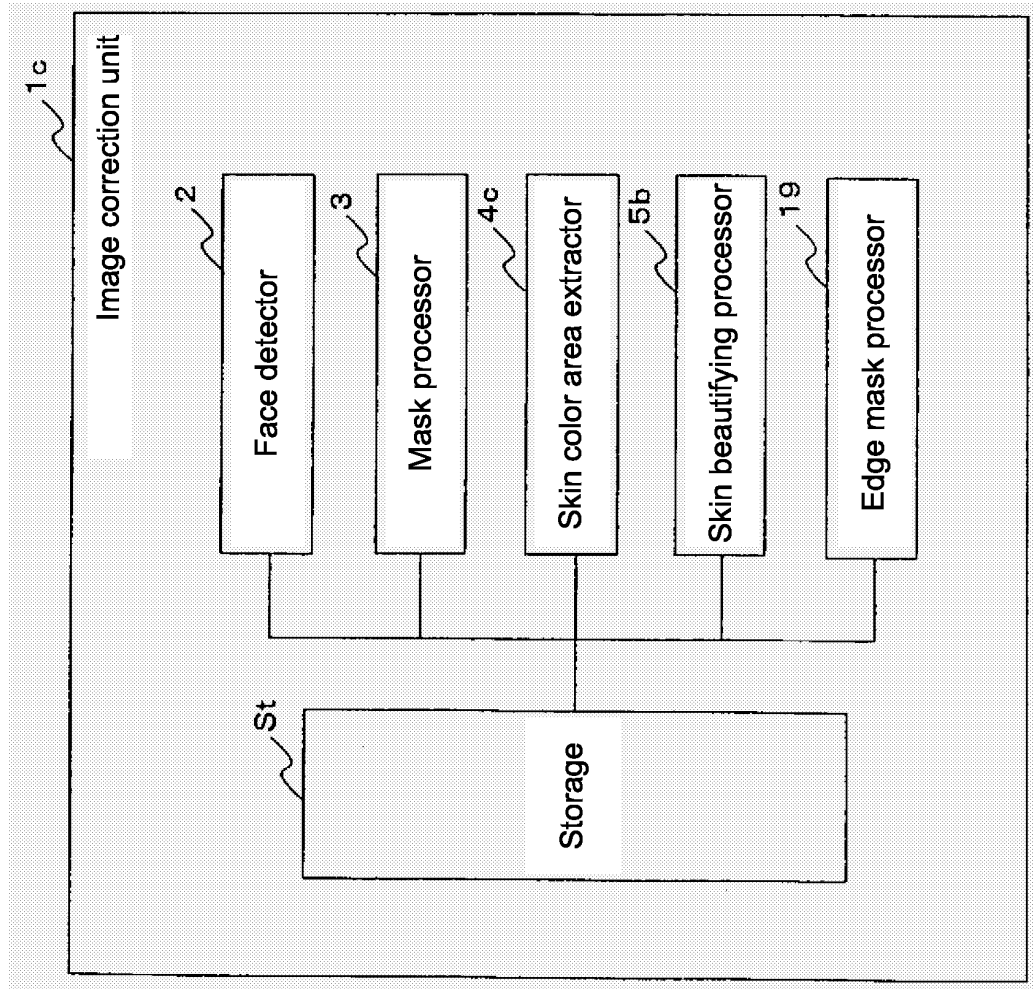 1c
Image correction unit
2
Face detector
3
Mask processor
4c
Skin color area extractor
5b
Skin beautifying processor
19
Edge mask processor
St
Storage